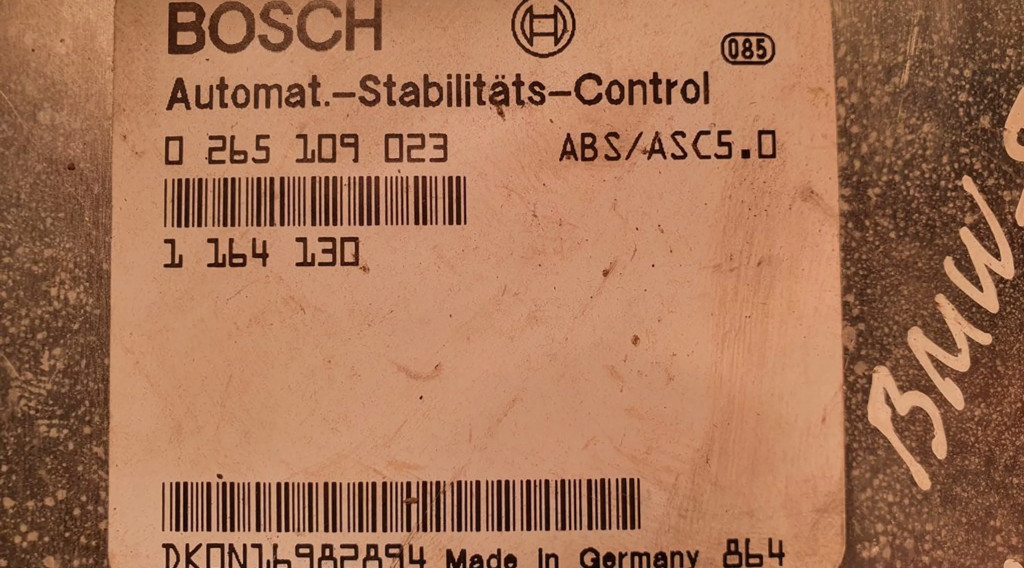 BOSCH
085
Automat.-Stabilitäts-Control
0 265 109 023 ABS/ASC5.0
1 164 130
DK0N16982894 Made in Germany 864
BMW